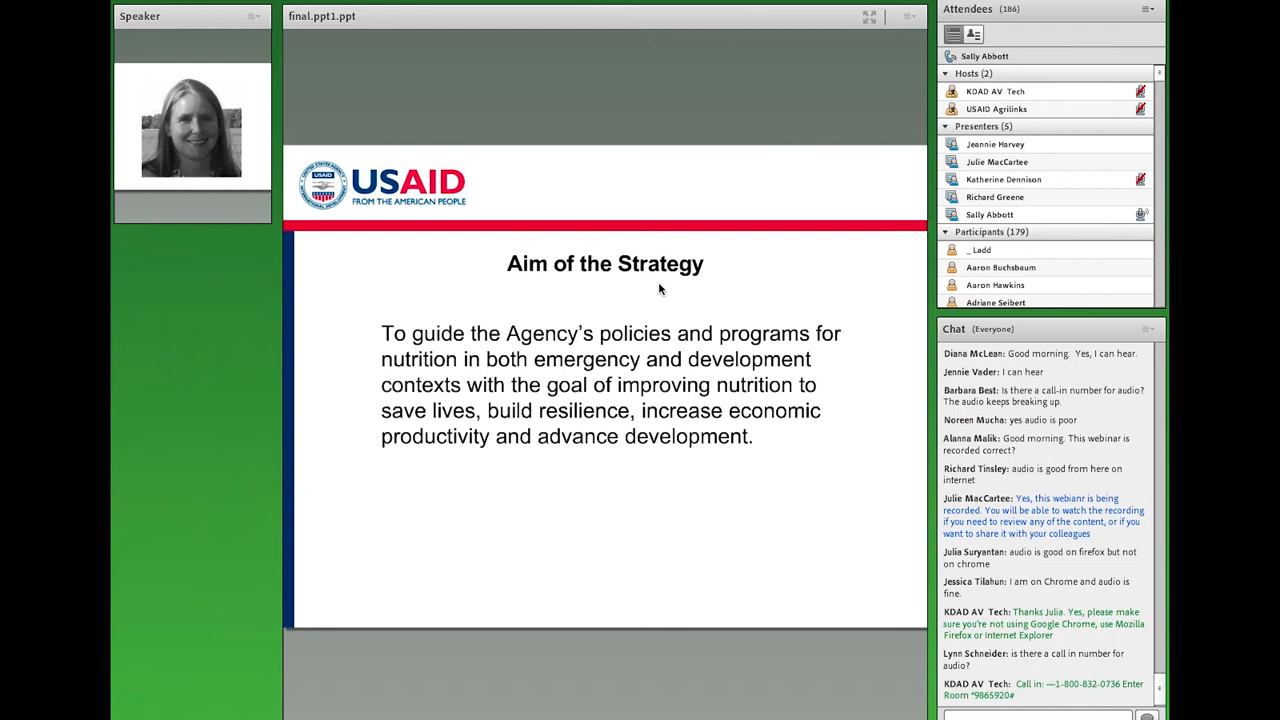 Speaker
final.ppt1.ppt
UNITED STATES AGENCY
INTERNATIONAL DEVELOPMENT
USAID
FROM THE AMERICAN PEOPLE
Aim of the Strategy
To guide the Agency’s policies and programs for
nutrition in both emergency and development
contexts with the goal of improving nutrition to
save lives, build resilience, increase economic
productivity and advance development.
Attendees (186)
Sally Abbott
Hosts (2)
KDAD AV Tech
USAID Agrilinks
Presenters (5)
Jeannie Harvey
Julie MacCartee
Katherine Dennison
Richard Greene
Sally Abbott
Participants (179)
_ Ladd
Aaron Buchsbaum
Aaron Hawkins
Adriane Seibert
Chat (Everyone)
Diana McLean: Good morning. Yes, I can hear.
Jennie Vader: I can hear
Barbara Best: Is there a call-in number for audio?
The audio keeps breaking up.
Noreen Mucha: yes audio is poor
Alanna Malik: Good morning. This webinar is
recorded correct?
Richard Tinsley: audio is good from here on
internet
Julie MacCartee: Yes, this webianr is being
recorded. You will be able to watch the recording
if you need to review any of the content, or if you
want to share it with your colleagues
Julia Suryantan: audio is good on firefox but not
on chrome
Jessica Tilahun: I am on Chrome and audio is
fine.
KDAD AV Tech: Thanks Julia. Yes, please make
sure you're not using Google Chrome, use Mozilla
Firefox or Internet Explorer
Lynn Schneider: is there a call in number for
audio?
KDAD AV Tech: Call in: —1-800-832-0736 Enter
Room *9865920#